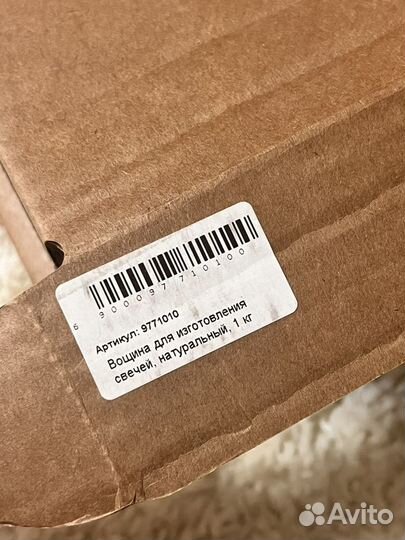 6 900097 710100
Артикул: 9771010
Вощина для изготовления
свечей, натуральный, 1 кг
Avito